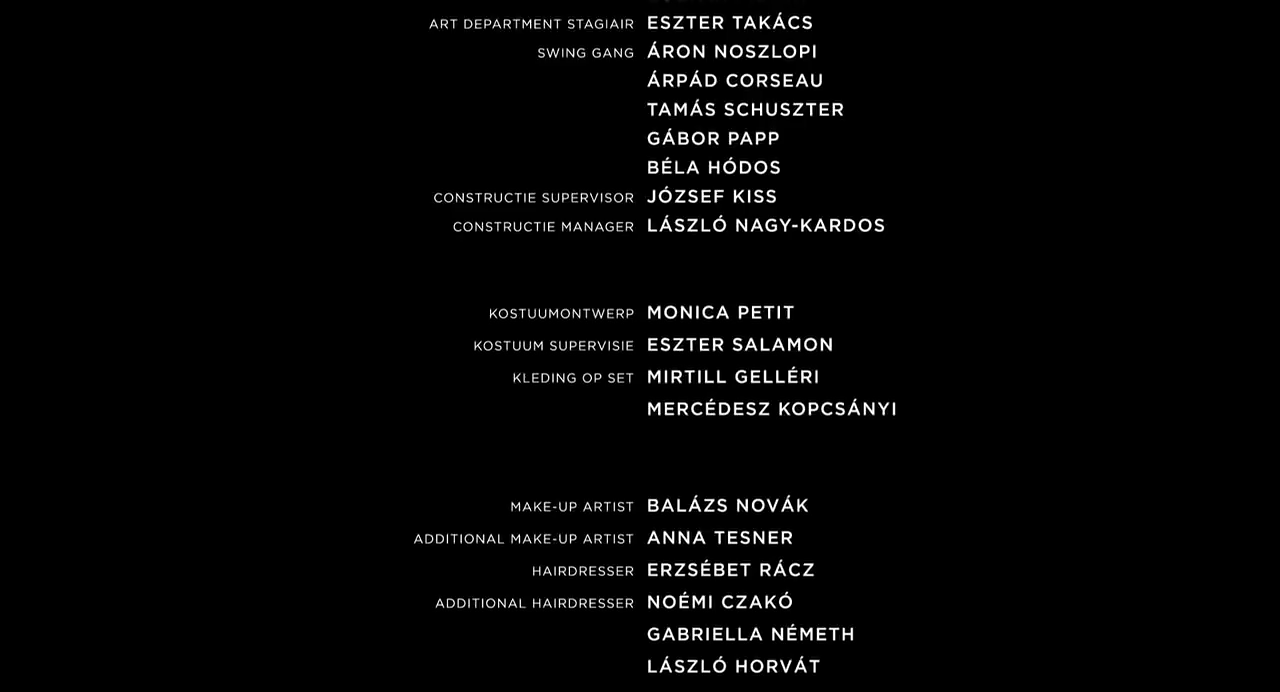 ART DEPARTMENT STAGIAIR ESZTER TAKÁCS
SWING GANG ÁRON NOSZLOPI
ÁRPÁD CORSEAU
TAMÁS SCHUSZTER
GÁBOR PAPP
BÉLA HÓDOS
CONSTRUCTIE SUPERVISOR JÓZSEF KISS
CONSTRUCTIE MANAGER LÁSZLÓ NAGY-KARDOS
KOSTUUMONTWERP MONICA PETIT
KOSTUUM SUPERVISIE ESZTER SALAMON
KLEDING OP SET MIRTILL GELLÉRI
MERCÉDESZ KOPCSÁNYI
MAKE-UP ARTIST BALÁZS NOVÁK
ADDITIONAL MAKE-UP ARTIST ANNA TESNER
HAIRDRESSER ERZSÉBET RÁCZ
ADDITIONAL HAIRDRESSER NOÉMI CZAKÓ
GABRIELLA NÉMETH
LÁSZLÓ HORVÁT